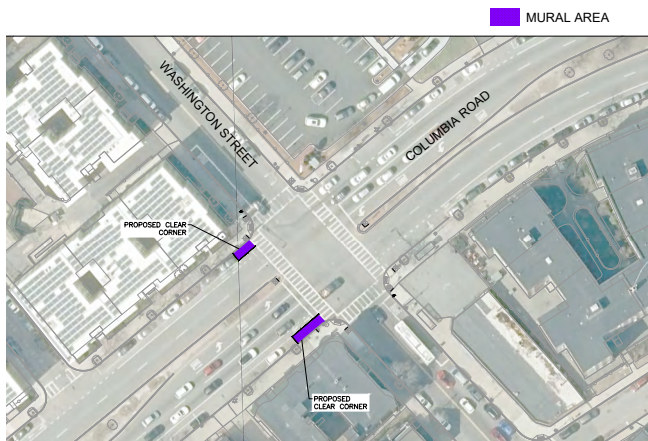 MURAL AREA
WASHINGTON STREET
COLUMBIA ROAD
PROPOSED CLEAR
CORNER
PROPOSED
CLEAR CORNER